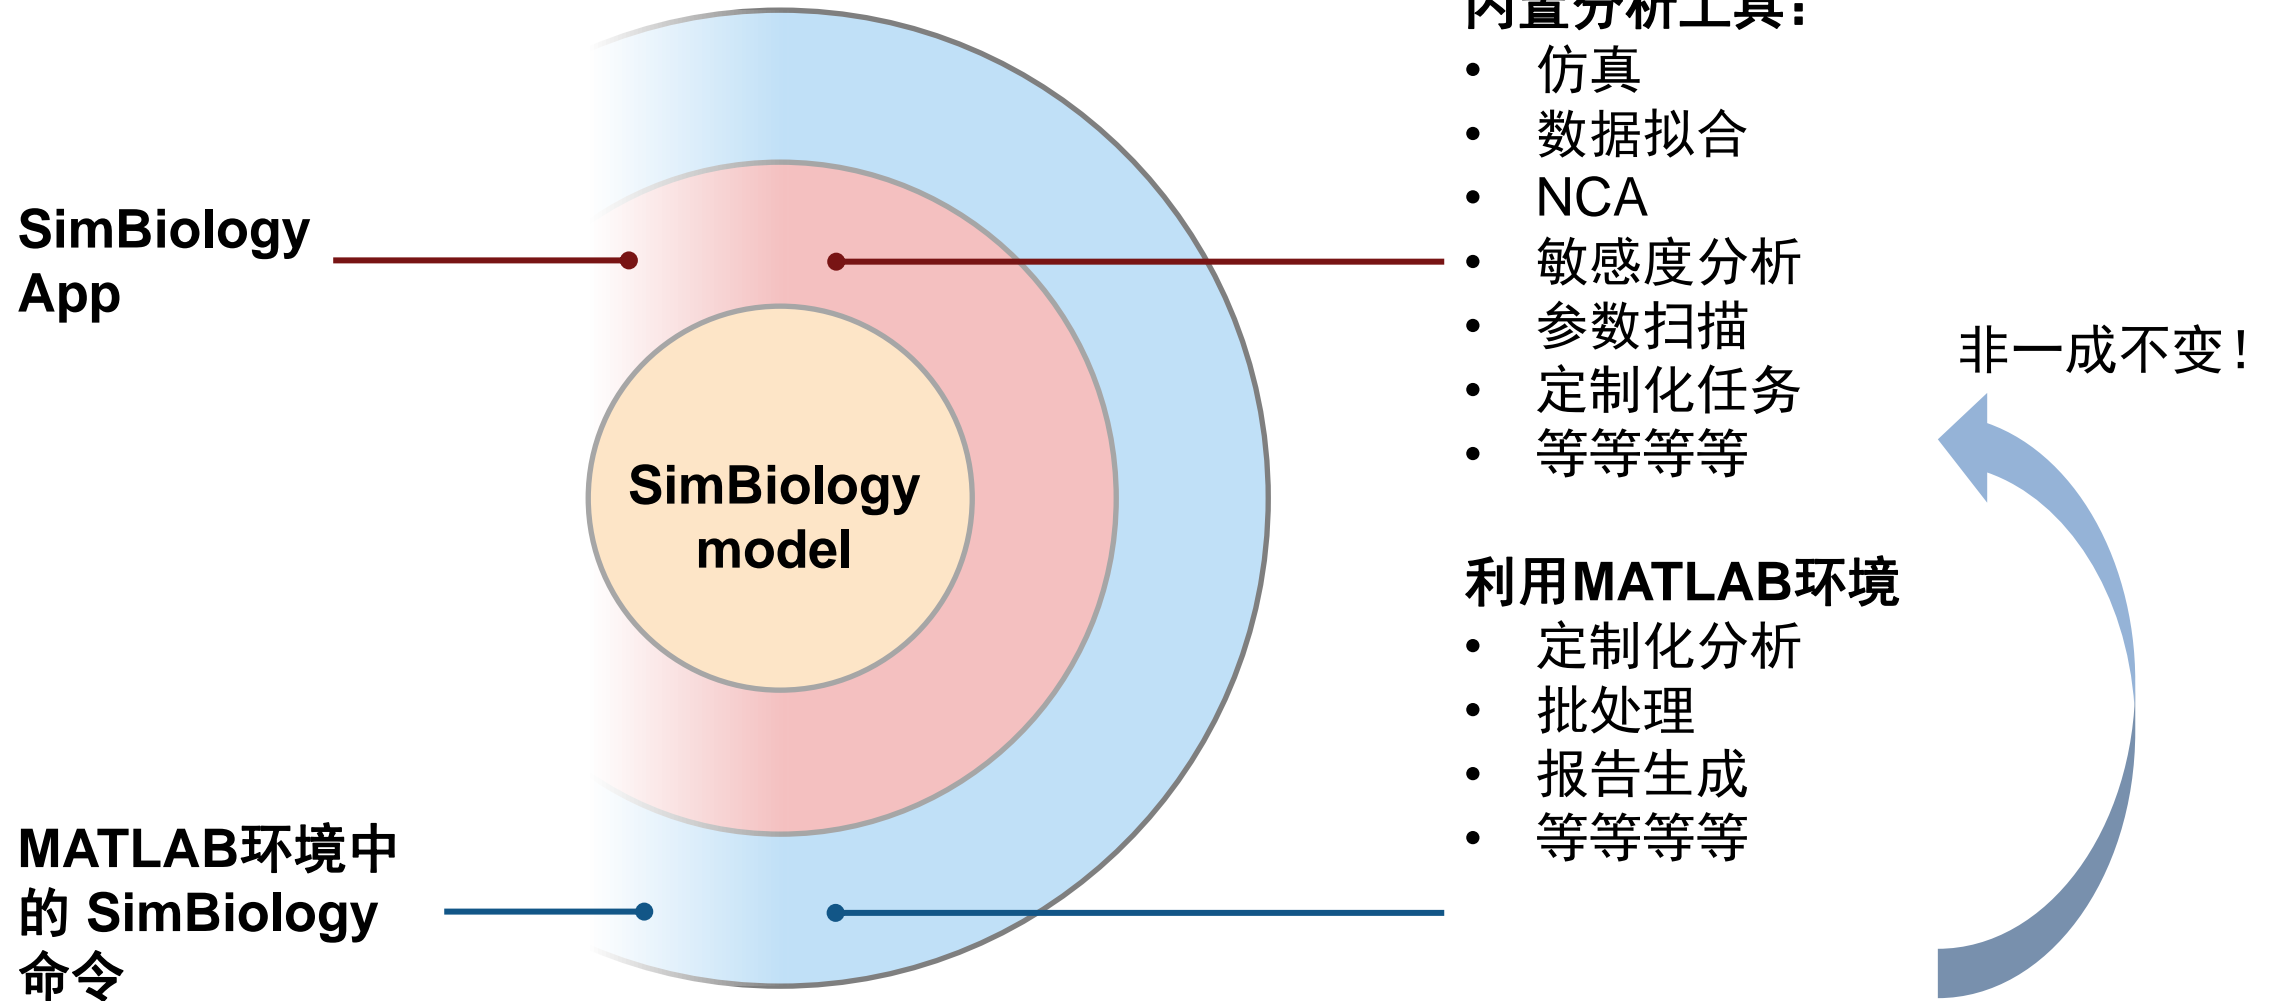 SimBiology
App
SimBiology
model
MATLAB环境中
的 SimBiology
命令
内置分析工具：
• 仿真
• 数据拟合
• NCA
• 敏感度分析
• 参数扫描
• 定制化任务
• 等等等等
非一成不变！
利用MATLAB环境
• 定制化分析
• 批处理
• 报告生成
• 等等等等